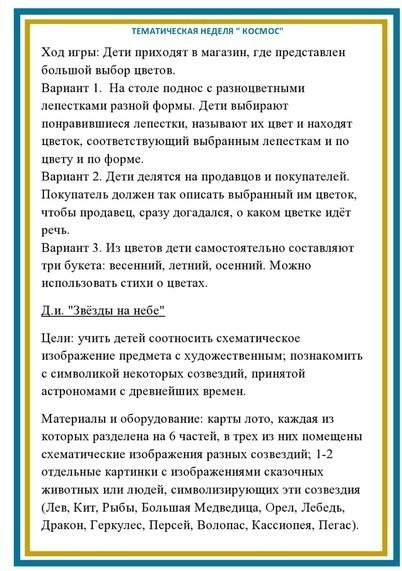 ТЕМАТИЧЕСКАЯ НЕДЕЛЯ " КОСМОС"
Ход игры: Дети приходят в магазин, где представлен
большой выбор цветов.
Вариант 1.  На столе поднос с разноцветными
лепестками разной формы. Дети выбирают
понравившиеся лепестки, называют их цвет и находят
цветок, соответствующий выбранным лепесткам и по
цвету и по форме.
Вариант 2. Дети делятся на продавцов и покупателей.
Покупатель должен так описать выбранный им цветок,
чтобы продавец, сразу догадался, о каком цветке идёт
речь.
Вариант 3. Из цветов дети самостоятельно составляют
три букета: весенний, летний, осенний. Можно
использовать стихи о цветах.
Д.и. "Звёзды на небе"
Цели: учить детей соотносить схематическое
изображение предмета с художественным; познакомить
с символикой некоторых созвездий, принятой
астрономами с древнейших времен.
Материалы и оборудование: карты лото, каждая из
которых разделена на 6 частей, в трех из них помещены
схематические изображения разных созвездий; 1-2
отдельные картинки с изображениями сказочных
животных или людей, символизирующих эти созвездия
(Лев, Кит, Рыбы, Большая Медведица, Орел, Лебедь,
Дракон, Геркулес, Персей, Волопас, Кассиопея, Пегас).